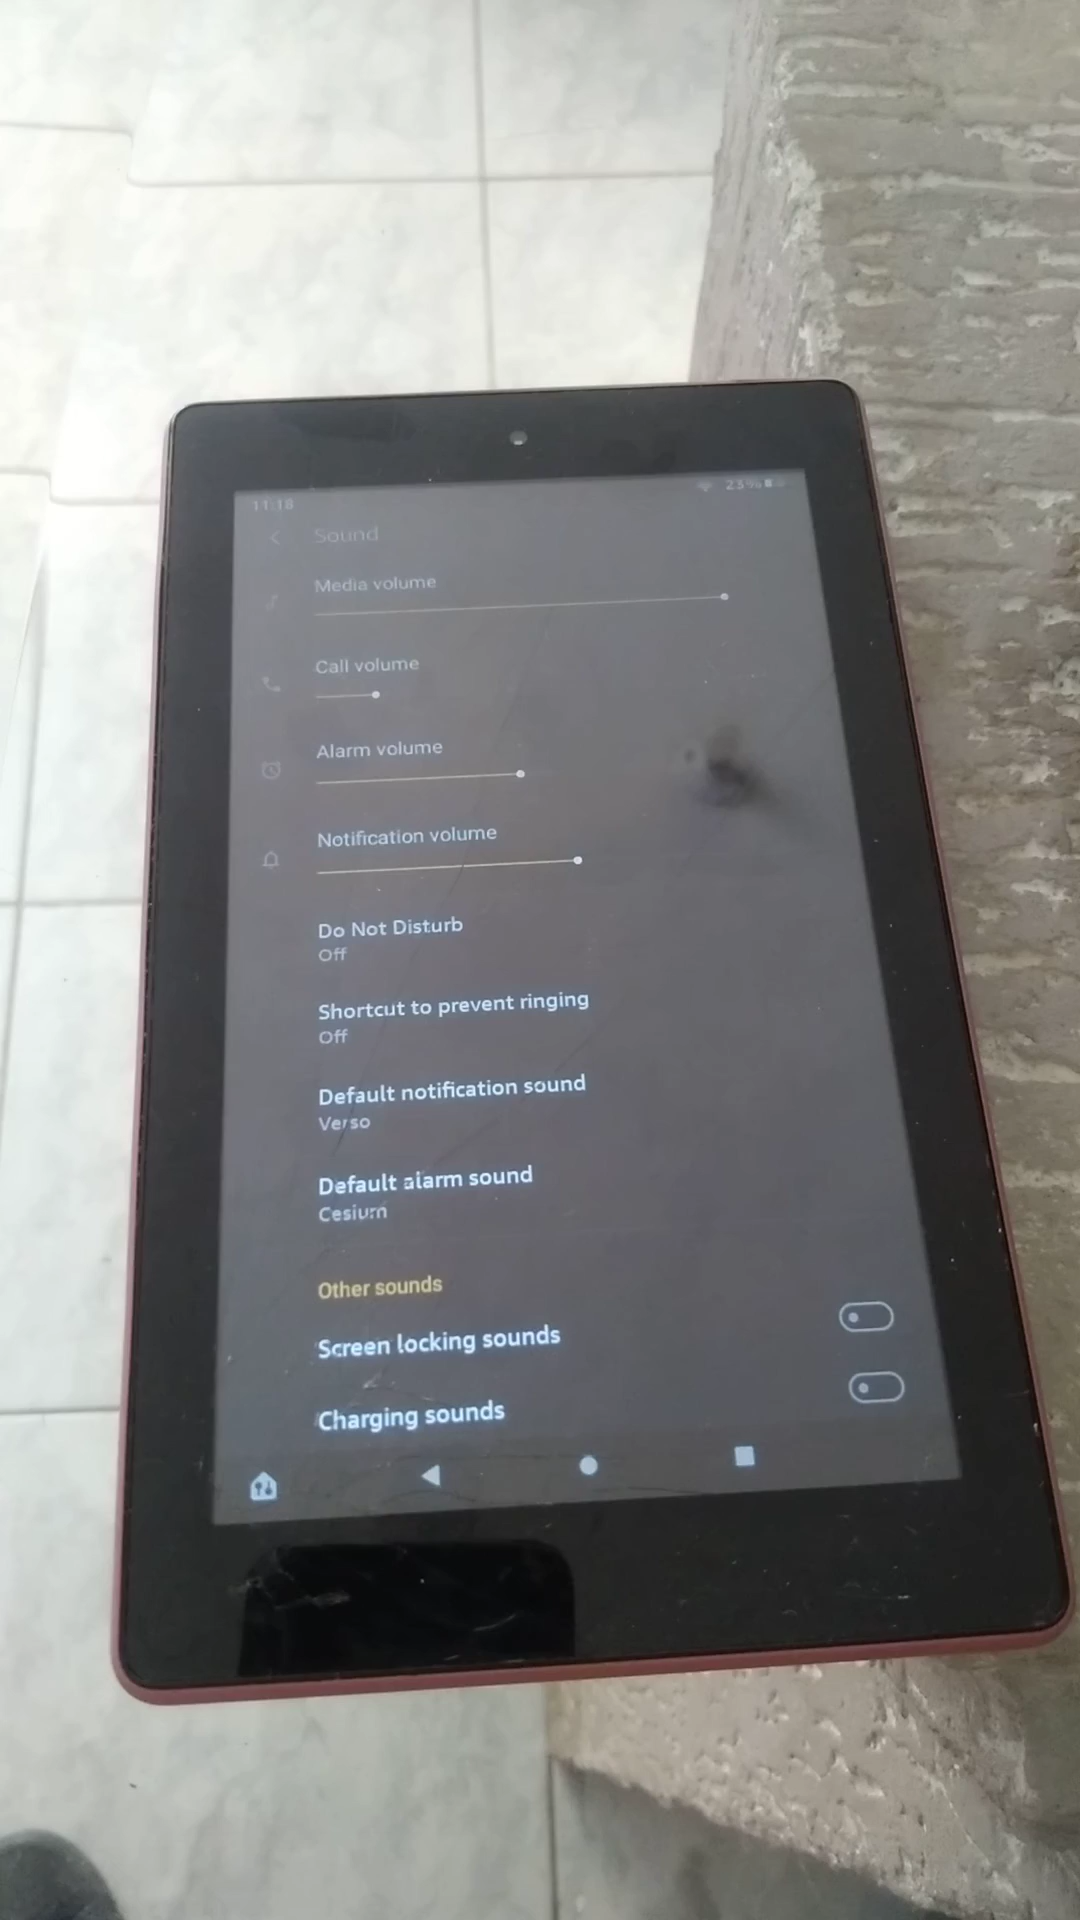 11:18
23%
Sound
Media volume
Call volume
Alarm volume
Notification volume
Do Not Disturb
Off
Shortcut to prevent ringing
Off
Default notification sound
Verso
Default alarm sound
Cesium
Other sounds
Screen locking sounds
Charging sounds